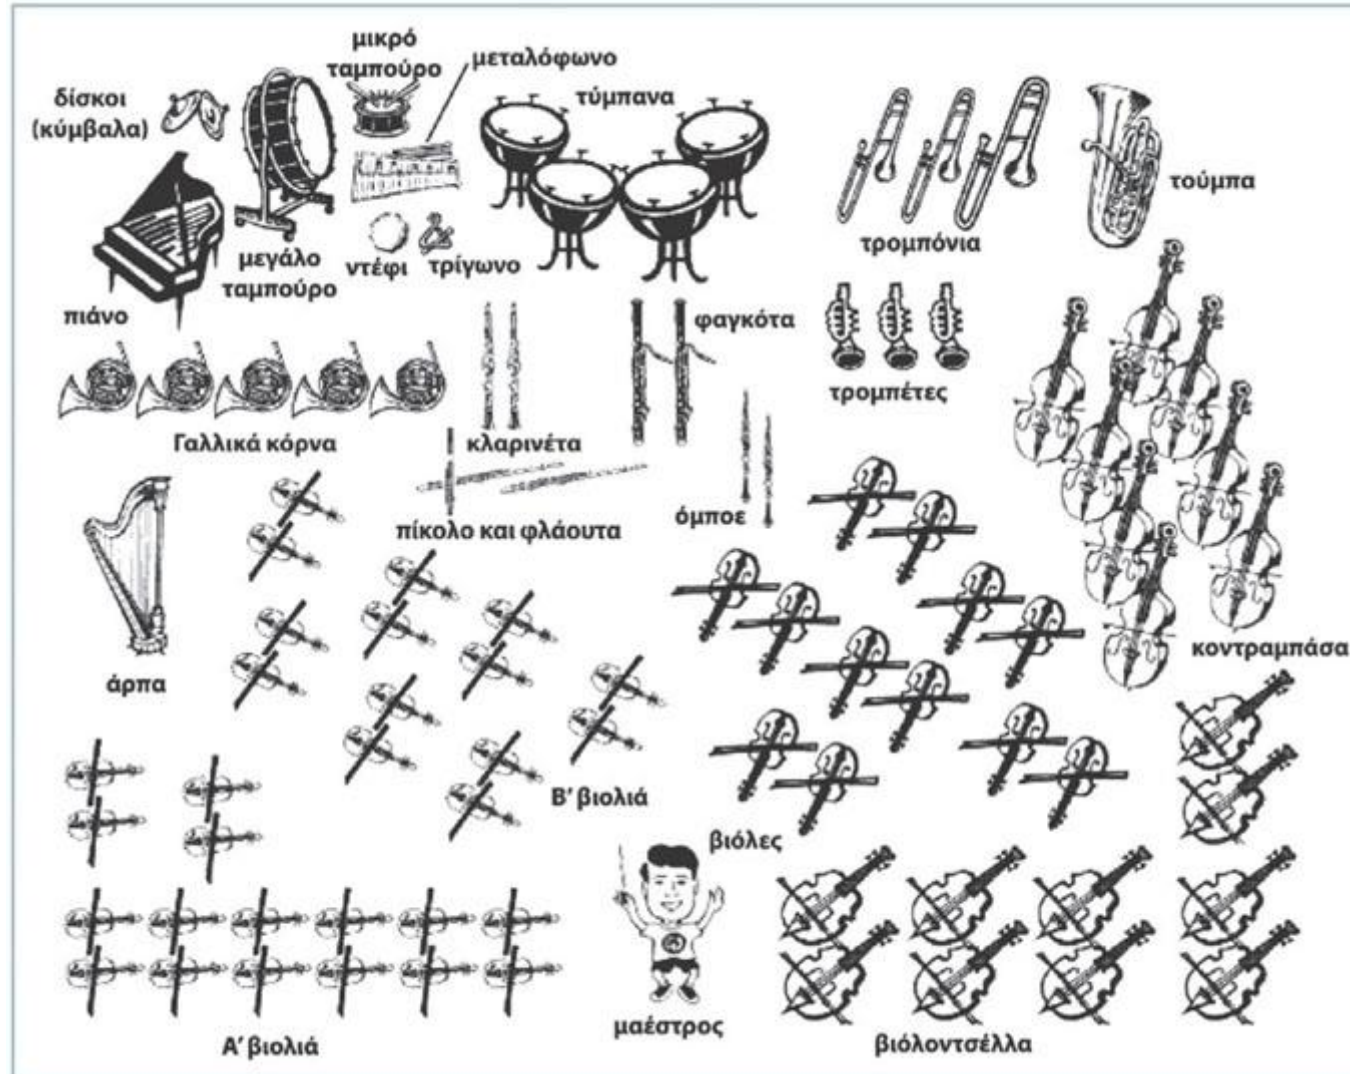 μικρό
ταμπούρο
μεταλόφωνο
δίσκοι
(κύμβαλα)
τύμπανα
τούμπα
τρομπόνια
μεγάλο
ταμπούρο
ντέφι
τρίγωνο
πιάνο
φαγκότα
τρομπέτες
Γαλλικά κόρνα
κλαρινέτα
πίκολο και φλάουτα
όμποε
άρπα
κοντραμπάσα
Β' βιολιά
βιόλες
μαέστρος
Α' βιολιά
βιόλοντσέλλα